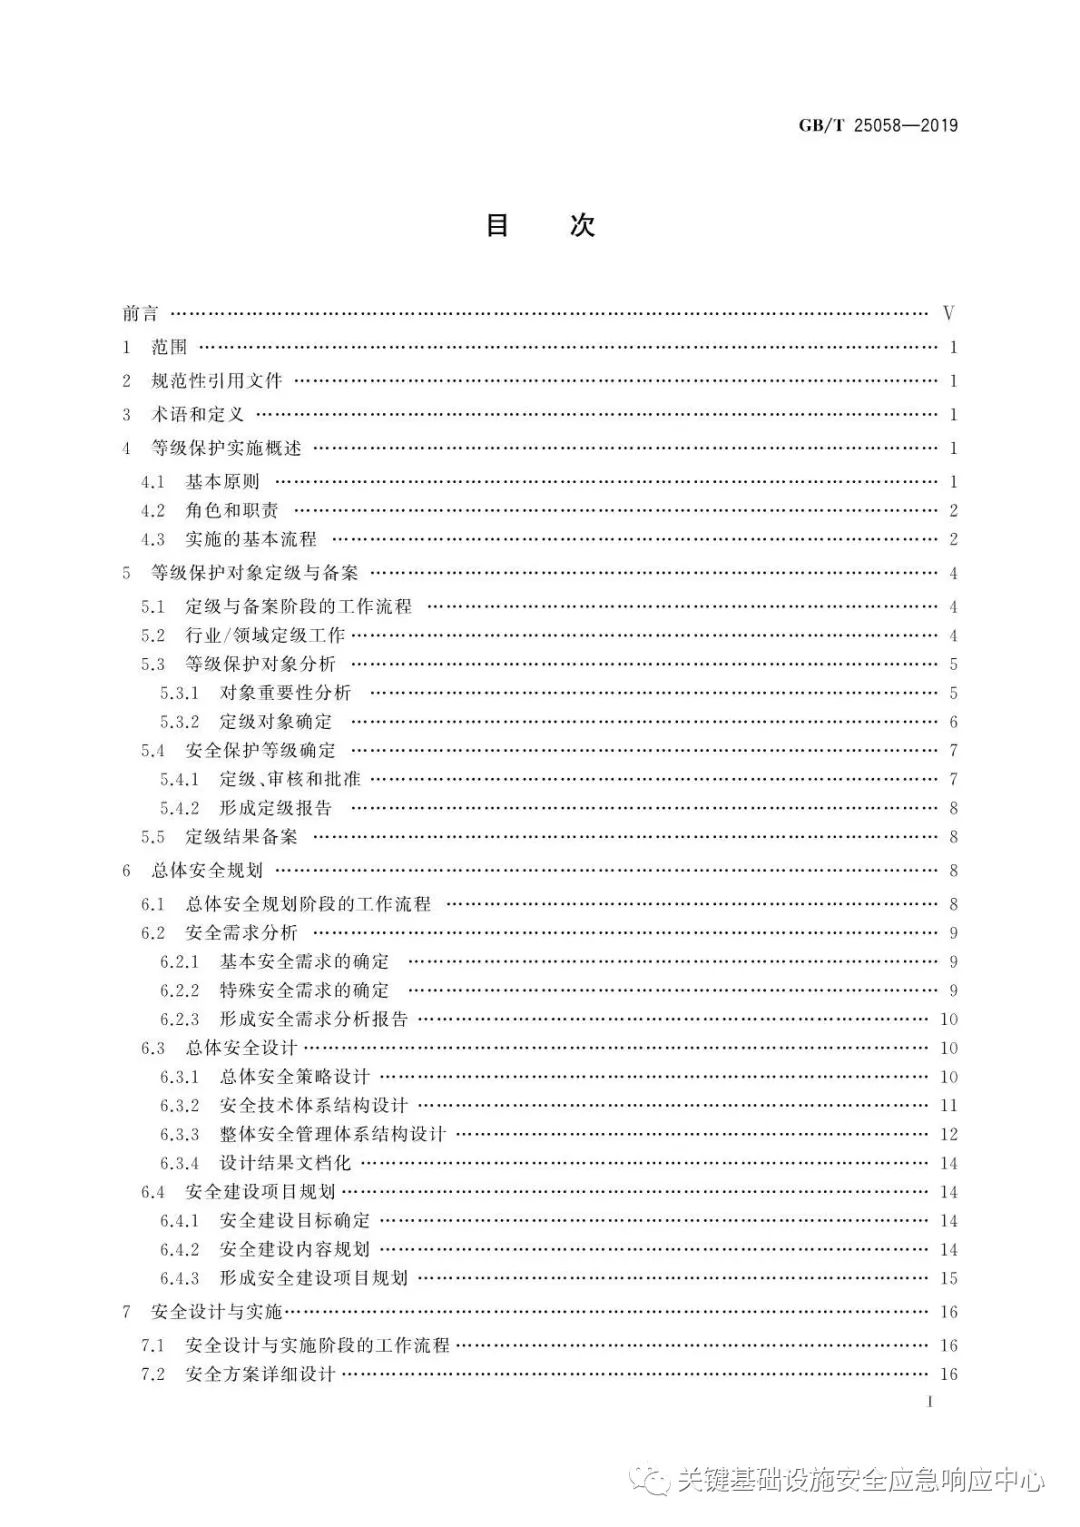 GB/T 25058—2019
目 次
前言 …………………………………………………………………… Ⅴ
1 范围 …………………………………………………………………… 1
2 规范性引用文件 …………………………………………………………………… 1
3 术语和定义 …………………………………………………………………… 1
4 等级保护实施概述 …………………………………………………………………… 1
4.1 基本原则 …………………………………………………………………… 1
4.2 角色和职责 …………………………………………………………………… 2
4.3 实施的基本流程 …………………………………………………………………… 2
5 等级保护对象定级与备案 …………………………………………………………………… 4
5.1 定级与备案阶段的工作流程 …………………………………………………………………… 4
5.2 行业/领域定级工作 …………………………………………………………………… 4
5.3 等级保护对象分析 …………………………………………………………………… 5
5.3.1 对象重要性分析 …………………………………………………………………… 5
5.3.2 定级对象确定 …………………………………………………………………… 6
5.4 安全保护等级确定 …………………………………………………………………… 7
5.4.1 定级、审核和批准 …………………………………………………………………… 7
5.4.2 形成定级报告 …………………………………………………………………… 8
5.5 定级结果备案 …………………………………………………………………… 8
6 总体安全规划 …………………………………………………………………… 8
6.1 总体安全规划阶段的工作流程 …………………………………………………………………… 8
6.2 安全需求分析 …………………………………………………………………… 9
6.2.1 基本安全需求的确定 …………………………………………………………………… 9
6.2.2 特殊安全需求的确定 …………………………………………………………………… 9
6.2.3 形成安全需求分析报告 …………………………………………………………………… 10
6.3 总体安全设计 …………………………………………………………………… 10
6.3.1 总体安全策略设计 …………………………………………………………………… 10
6.3.2 安全技术体系结构设计 …………………………………………………………………… 11
6.3.3 整体安全管理体系结构设计 …………………………………………………………………… 12
6.3.4 设计结果文档化 …………………………………………………………………… 14
6.4 安全建设项目规划 …………………………………………………………………… 14
6.4.1 安全建设目标确定 …………………………………………………………………… 14
6.4.2 安全建设内容规划 …………………………………………………………………… 14
6.4.3 形成安全建设项目规划 …………………………………………………………………… 15
7 安全设计与实施 …………………………………………………………………… 16
7.1 安全设计与实施阶段的工作流程 …………………………………………………………………… 16
7.2 安全方案详细设计 …………………………………………………………………… 16
Ⅰ
关键基础设施安全应急响应中心